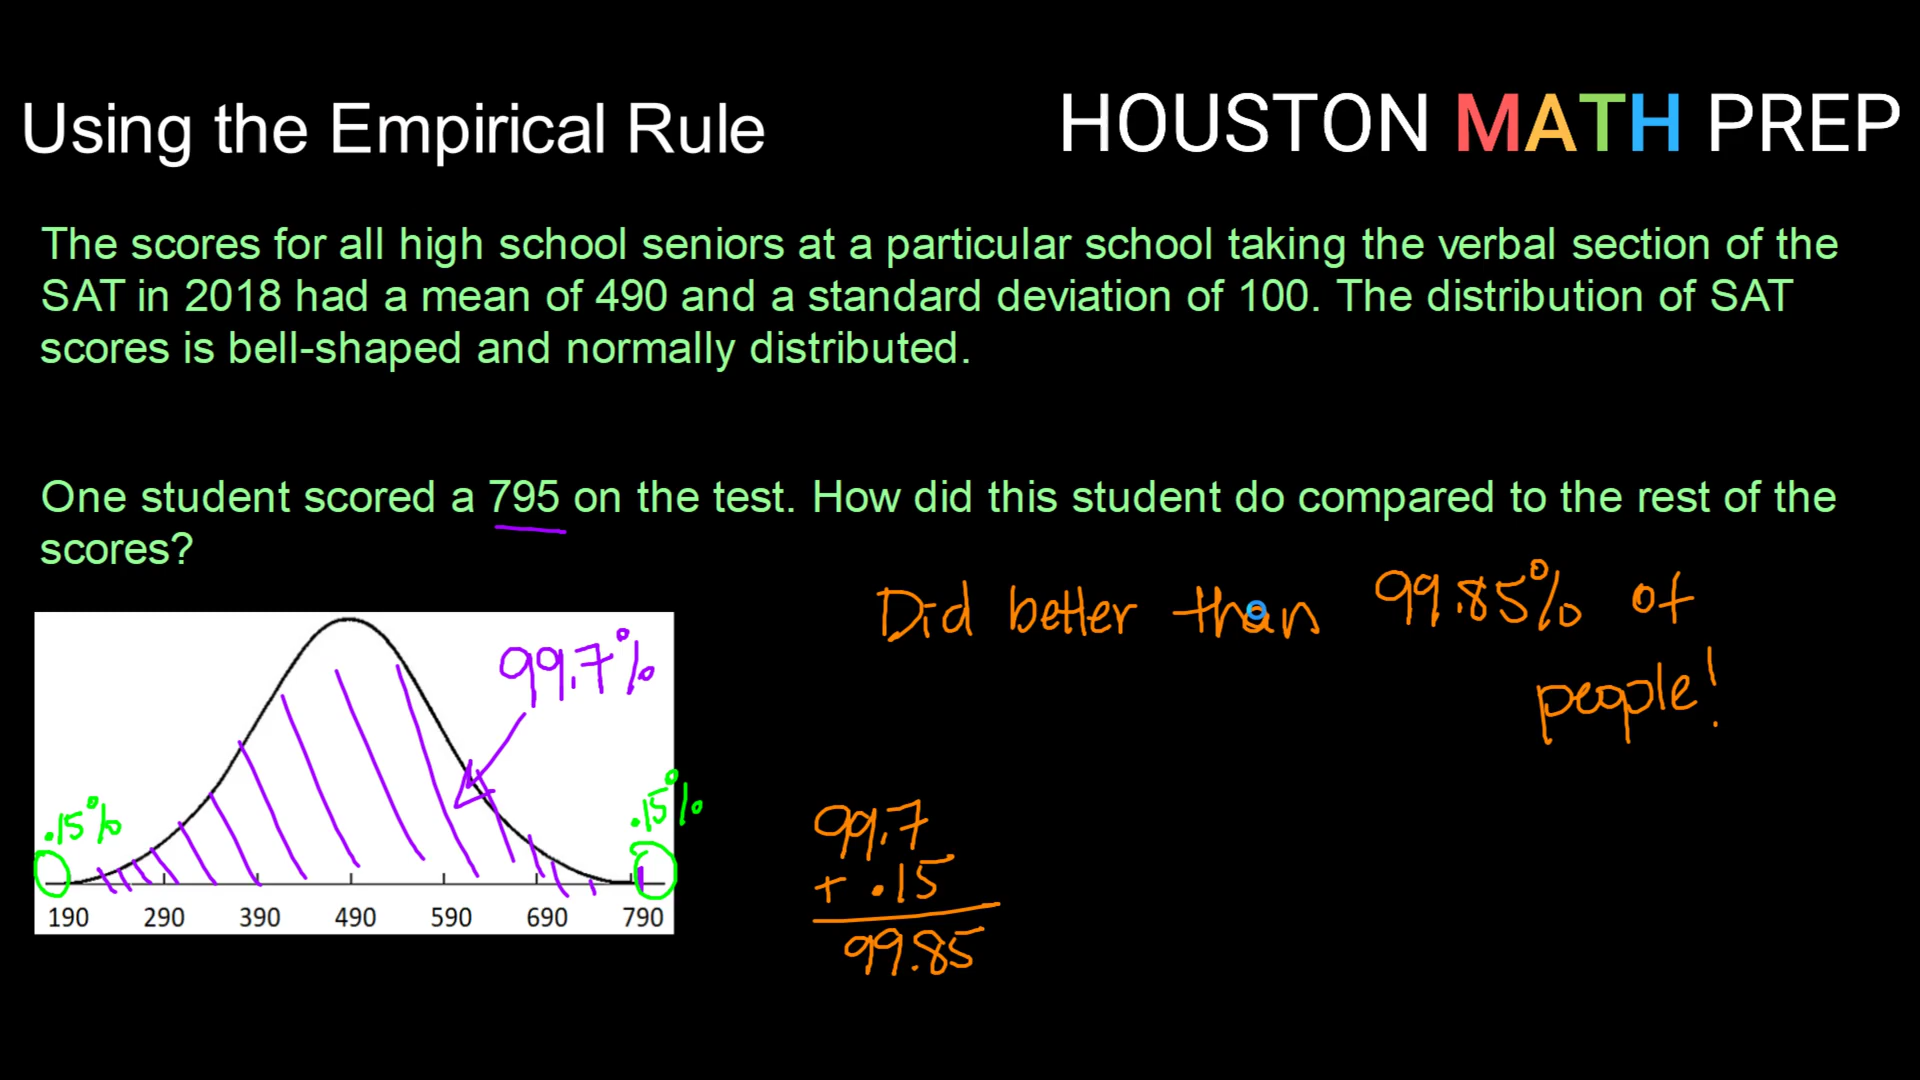 Using the Empirical Rule
HOUSTON MATH PREP
The scores for all high school seniors at a particular school taking the verbal section of the
SAT in 2018 had a mean of 490 and a standard deviation of 100. The distribution of SAT
scores is bell-shaped and normally distributed.
One student scored a 795 on the test. How did this student do compared to the rest of the
scores?
Did better than 99.85% of
people!
99.7%
.15%
.15%
190 290 390 490 590 690 790
99.7
+ .15
99.85